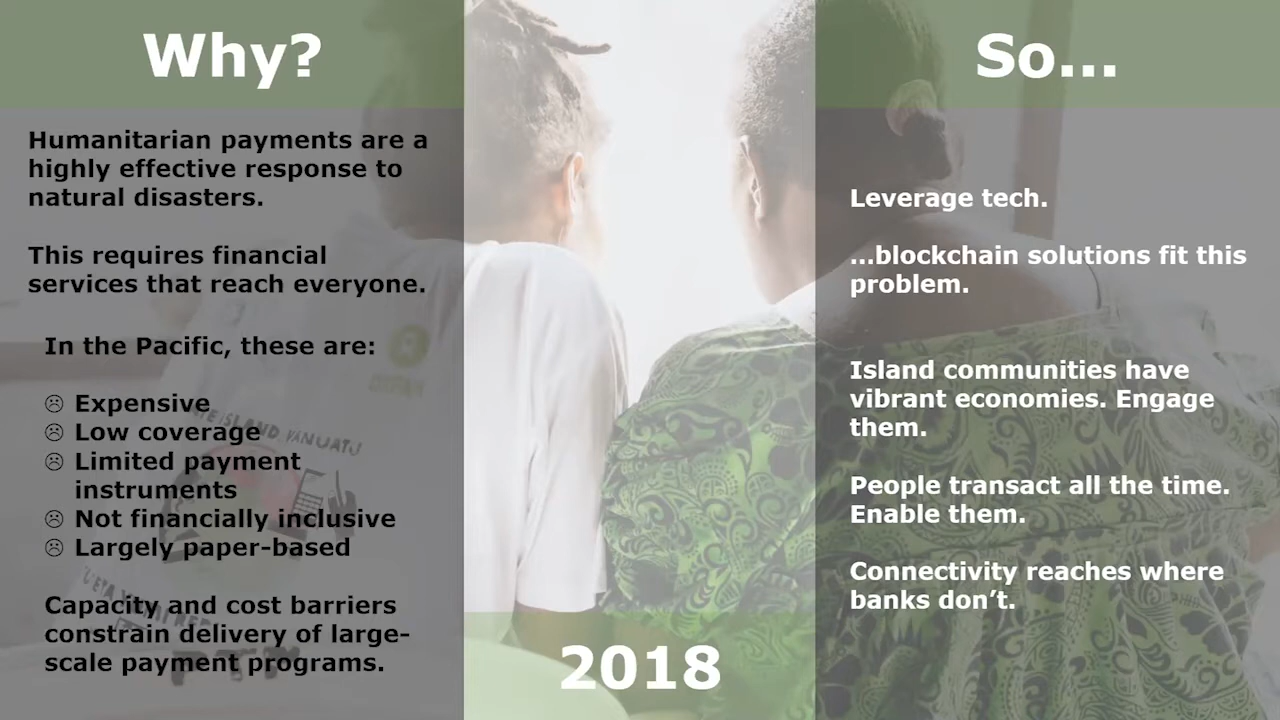 Why?
Humanitarian payments are a
highly effective response to
natural disasters.
This requires financial
services that reach everyone.
In the Pacific, these are:
☹ Expensive
☹ Low coverage
☹ Limited payment
instruments
☹ Not financially inclusive
☹ Largely paper-based
Capacity and cost barriers
constrain delivery of large-
scale payment programs.
OXFAM
ISLAND VANUATU
2018
So...
Leverage tech.
...blockchain solutions fit this
problem.
Island communities have
vibrant economies. Engage
them.
People transact all the time.
Enable them.
Connectivity reaches where
banks don’t.